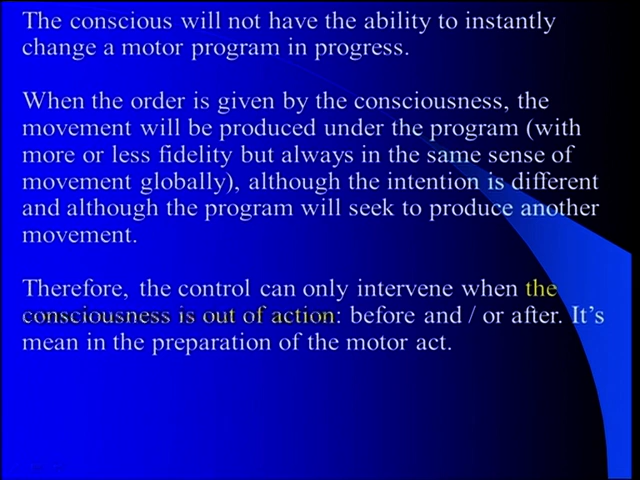 The conscious will not have the ability to instantly
change a motor program in progress.
When the order is given by the consciousness, the
movement will be produced under the program (with
more or less fidelity but always in the same sense of
movement globally), although the intention is different
and although the program will seek to produce another
movement.
Therefore, the control can only intervene when the
consciousness is out of action: before and / or after. It’s
mean in the preparation of the motor act.